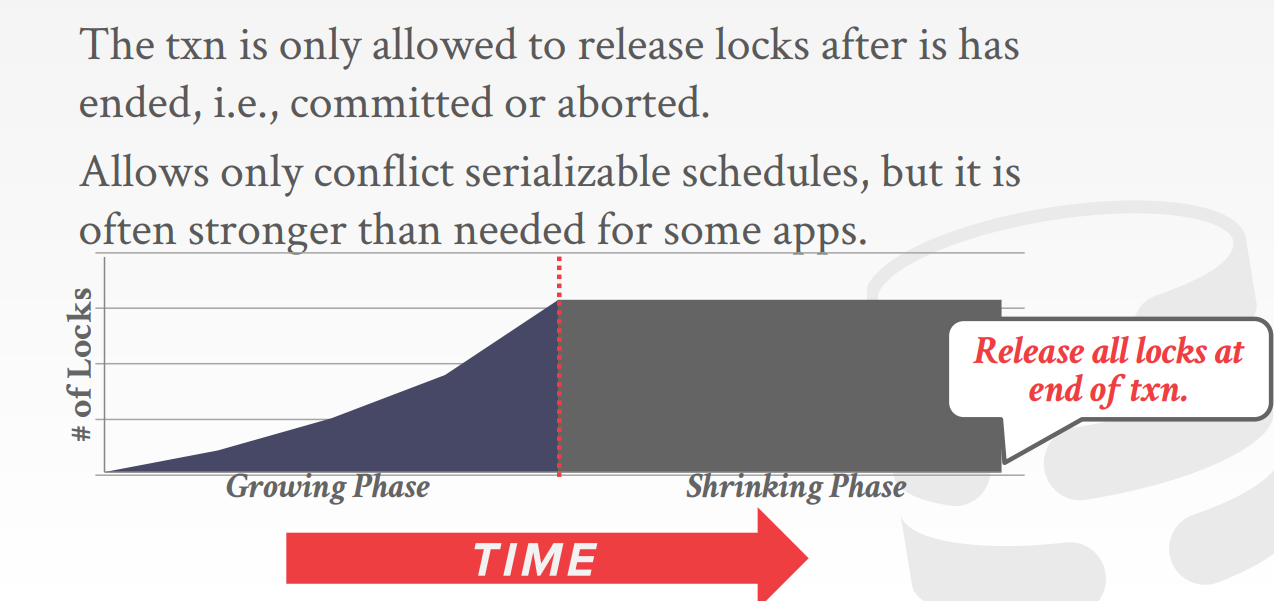 The txn is only allowed to release locks after is has
ended, i.e., committed or aborted.
Allows only conflict serializable schedules, but it is
often stronger than needed for some apps.
# of Locks
Release all locks at
end of txn.
Growing Phase
Shrinking Phase
TIME